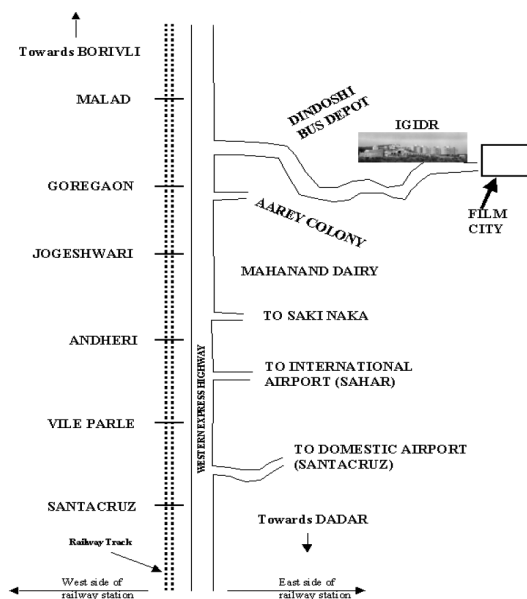 Towards BORIVLI
MALAD
DINDOSHI
BUS DEPOT
IGIDR
GOREGAON
AAREY COLONY
FILM
CITY
JOGESHWARI
MAHANAND DAIRY
TO SAKI NAKA
ANDHERI
TO INTERNATIONAL
AIRPORT (SAHAR)
WESTERN EXPRESS HIGHWAY
VILE PARLE
TO DOMESTIC AIRPORT
(SANTACRUZ)
SANTACRUZ
Towards DADAR
Railway Track
West side of
railway station
East side of
railway station